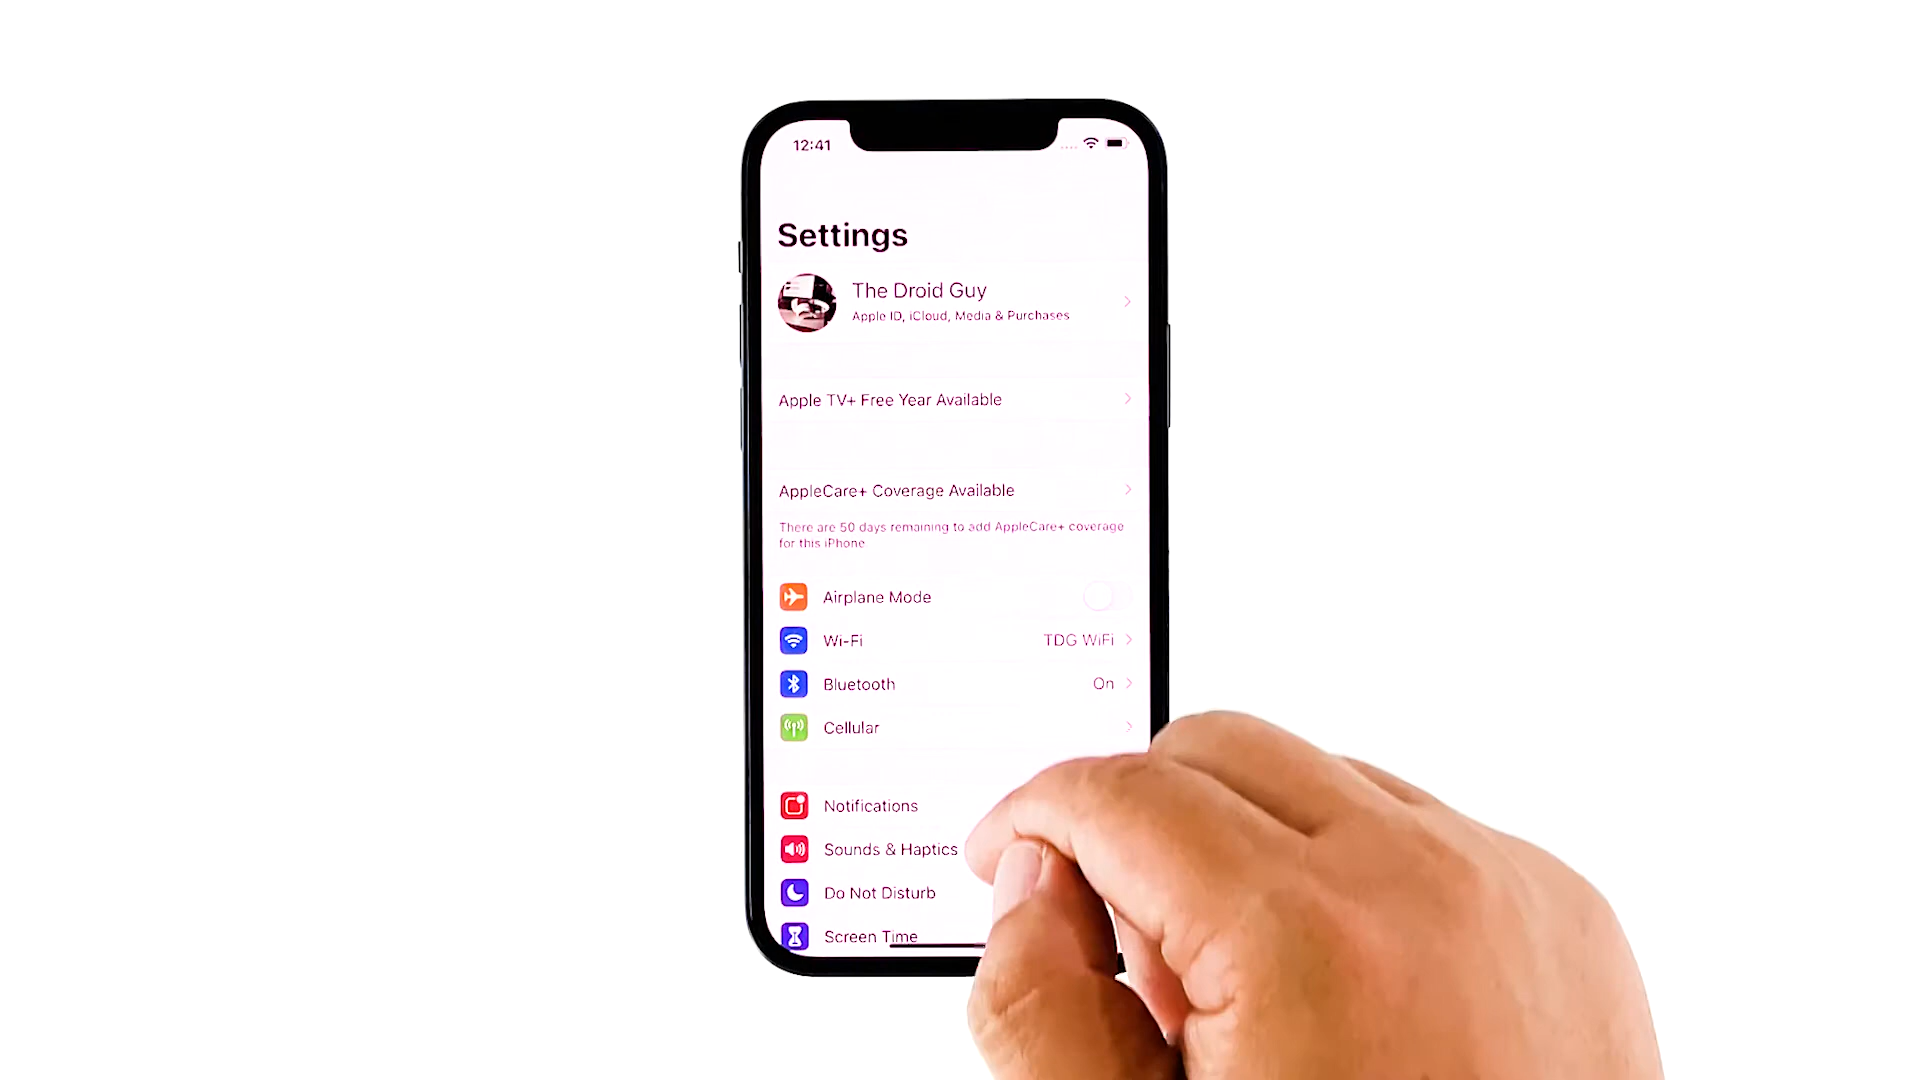 12:41
Settings
The Droid Guy
Apple ID, iCloud, Media & Purchases
Apple TV+ Free Year Available
AppleCare+ Coverage Available
There are 50 days remaining to add AppleCare+ coverage
for this iPhone
Airplane Mode
Wi-Fi TDG WiFi
Bluetooth On
Cellular
Notifications
Sounds & Haptics
Do Not Disturb
Screen Time